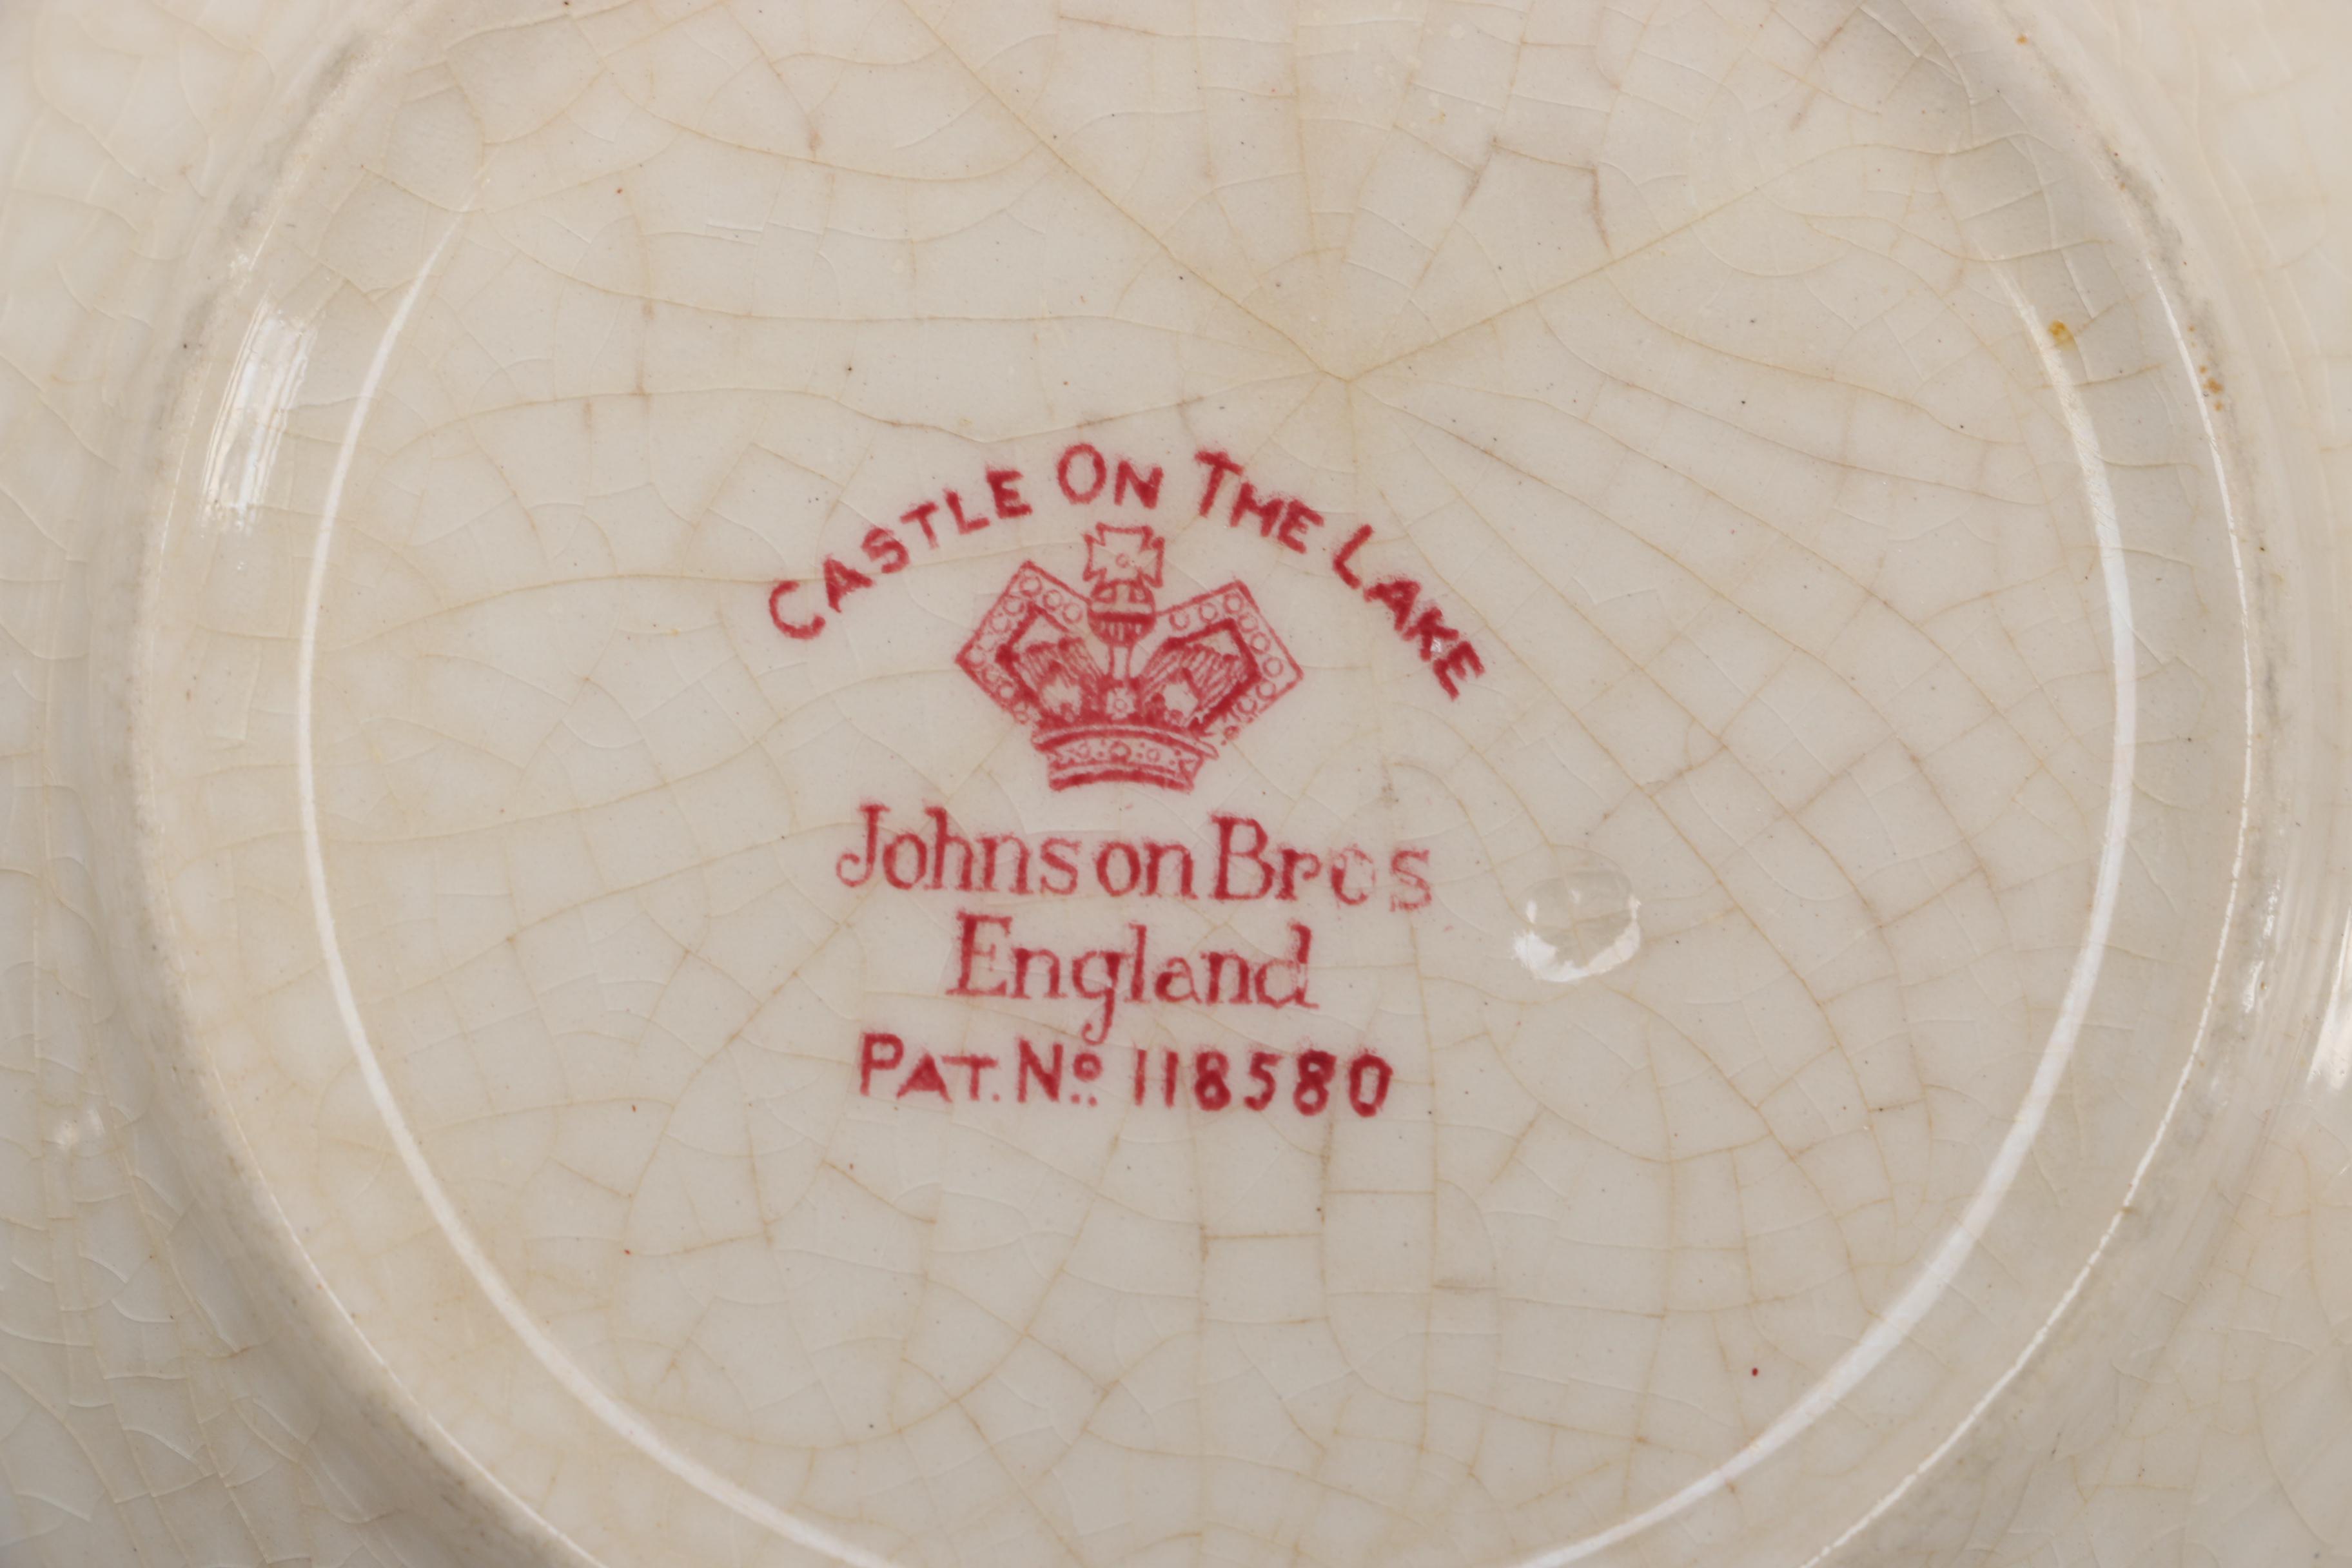 CASTLE ON THE LAKE
Johnson Bros
England
PAT. Nº. 118580